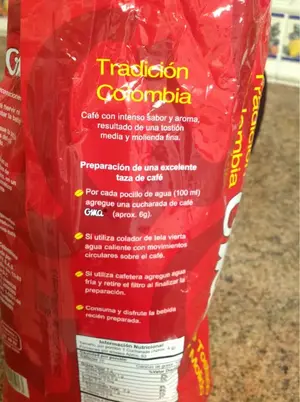 Tradición
Colombia
Café con intenso sabor y aroma,
resultado de una tostión
media y molienda fina.
Preparación de una excelente
taza de café
Por cada pocillo de agua (100 ml)
agregue una cucharada de café
OMA (aprox. 6g).
Si utiliza colador de tela vierta
agua caliente con movimientos
circulares sobre el café.
Si utiliza cafetera agregue agua
fria y retire el filtro al finalizar la
preparación.
Consuma y disfrute la bebida
recién preparada.
Información Nutricional